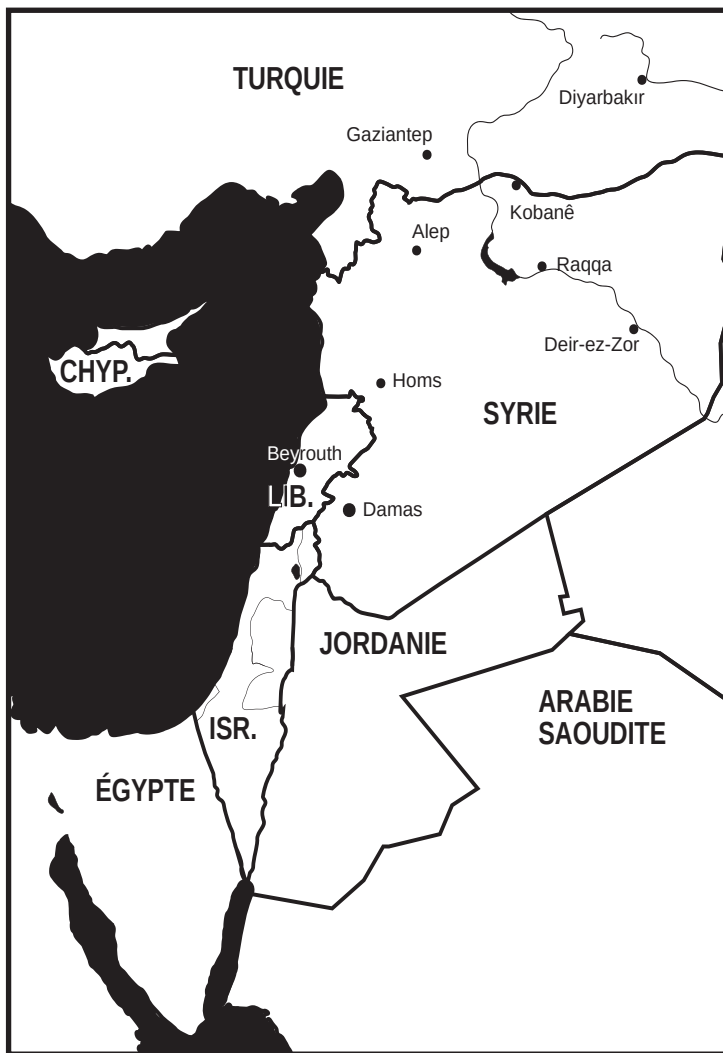 TURQUIE
Diyarbakır
Gaziantep
Kobanê
Alep
Raqqa
Deir-ez-Zor
CHYP.
Homs
SYRIE
Beyrouth
LIB.
Damas
JORDANIE
ARABIE
SAOUDITE
ISR.
ÉGYPTE